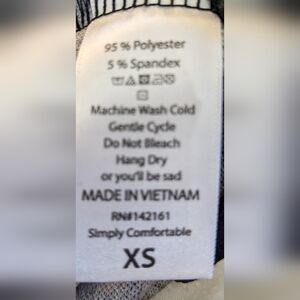 95 % Polyester
5 % Spandex
Machine Wash Cold
Gentle Cycle
Do Not Bleach
Hang Dry
or you'll be sad
MADE IN VIETNAM
RN#142161
Simply Comfortable
XS